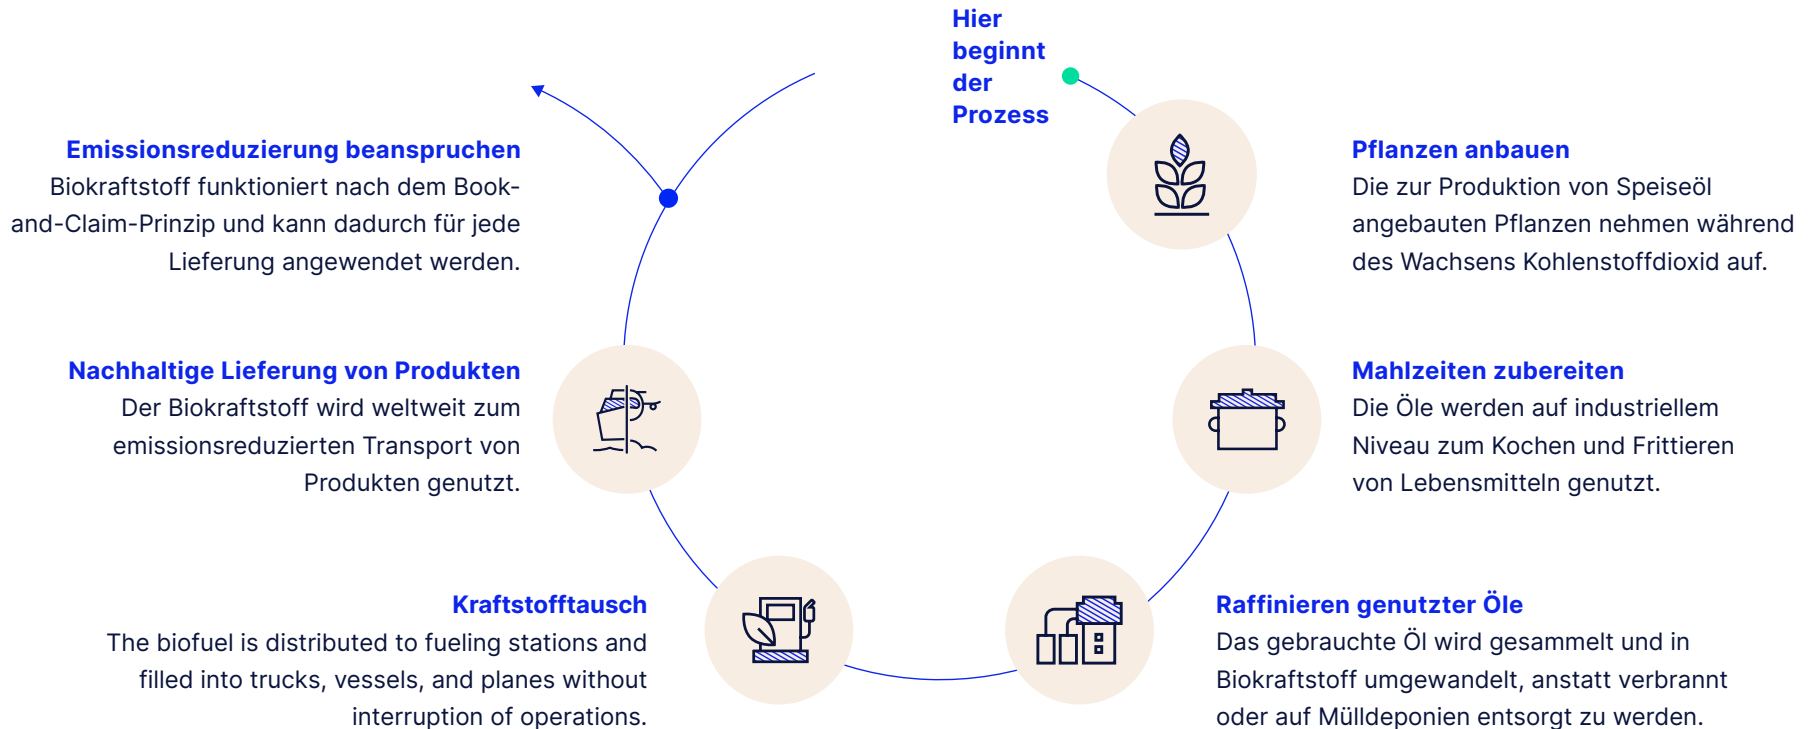 Hier
beginnt
der
Prozess
Pflanzen anbauen
Die zur Produktion von Speiseöl
angebauten Pflanzen nehmen während
des Wachsens Kohlenstoffdioxid auf.
Mahlzeiten zubereiten
Die Öle werden auf industriellem
Niveau zum Kochen und Frittieren
von Lebensmitteln genutzt.
Raffinieren genutzter Öle
Das gebrauchte Öl wird gesammelt und in
Biokraftstoff umgewandelt, anstatt verbrannt
oder auf Mülldeponien entsorgt zu werden.
Kraftstofftausch
The biofuel is distributed to fueling stations and
filled into trucks, vessels, and planes without
interruption of operations.
Nachhaltige Lieferung von Produkten
Der Biokraftstoff wird weltweit zum
emissionsreduzierten Transport von
Produkten genutzt.
Emissionsreduzierung beanspruchen
Biokraftstoff funktioniert nach dem Book-
and-Claim-Prinzip und kann dadurch für jede
Lieferung angewendet werden.